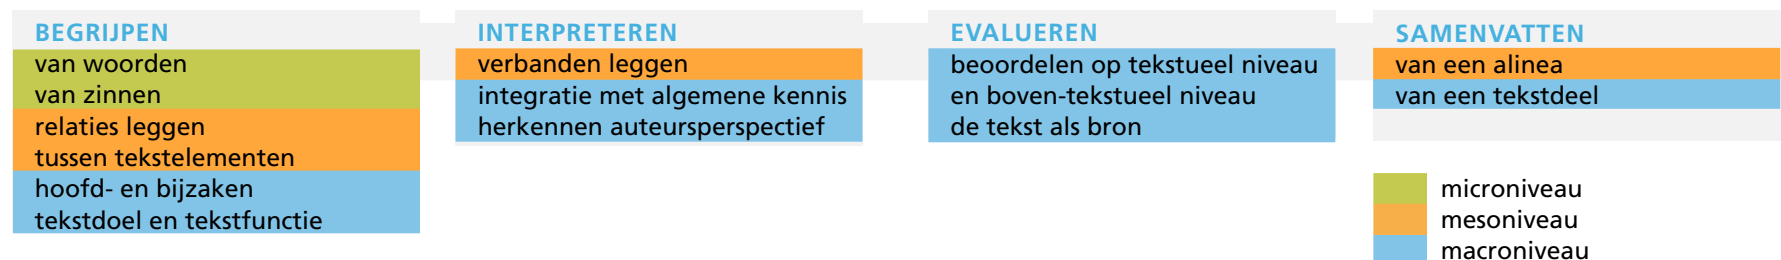 BEGRIJPEN
van woorden
van zinnen
relaties leggen
tussen tekstelementen
hoofd- en bijzaken
tekstdoel en tekstfunctie
INTERPRETEREN
verbanden leggen
integratie met algemene kennis
herkennen auteursperspectief
EVALUEREN
beoordelen op tekstueel niveau
en boven-tekstueel niveau
de tekst als bron
SAMENVATTEN
van een alinea
van een tekstdeel
microniveau
mesoniveau
macroniveau